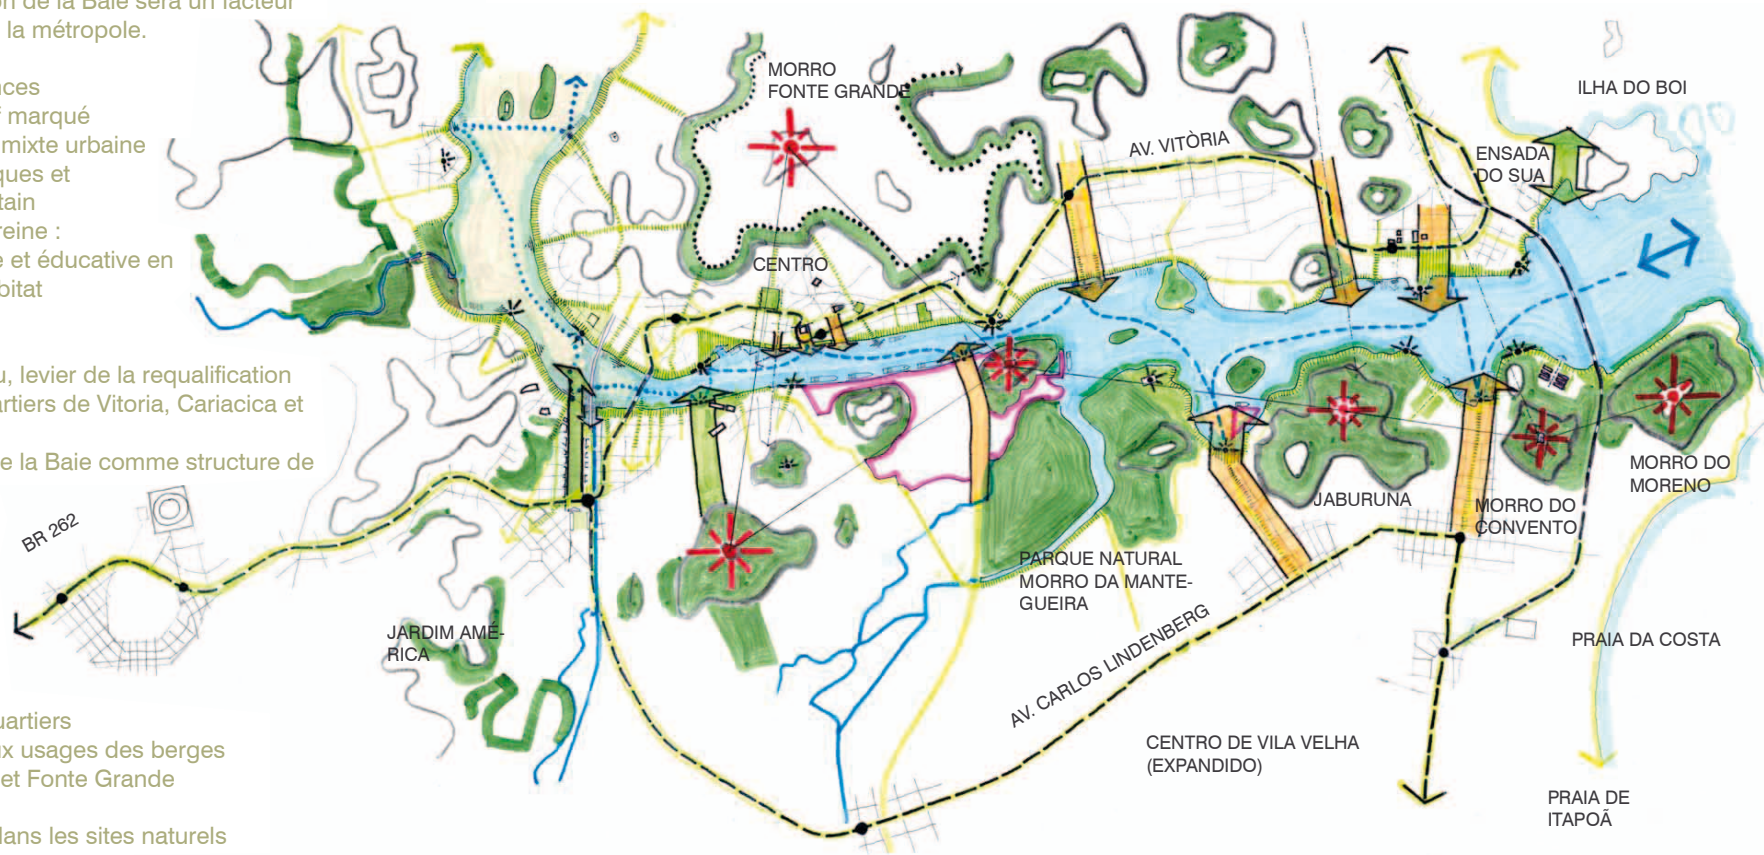 on de la Baie sera un facteur
la métropole.
nces
f marqué
mixte urbaine
ques et
tain
reine :
e et éducative en
bitat
u, levier de la requalification
artiers de Vitoria, Cariacica et
e la Baie comme structure de
uartiers
ux usages des berges
et Fonte Grande
dans les sites naturels
MORRO
FONTE GRANDE
ILHA DO BOI
AV. VITÒRIA
ENSADA
DO SUA
CENTRO
BR 262
JABURUNA
MORRO DO
CONVENTO
MORRO DO
MORENO
PARQUE NATURAL
MORRO DA MANTE-
GUEIRA
JARDIM AMÉ-
RICA
AV. CARLOS LINDENBERG
PRAIA DA COSTA
CENTRO DE VILA VELHA
(EXPANDIDO)
PRAIA DE
ITAPOÃ